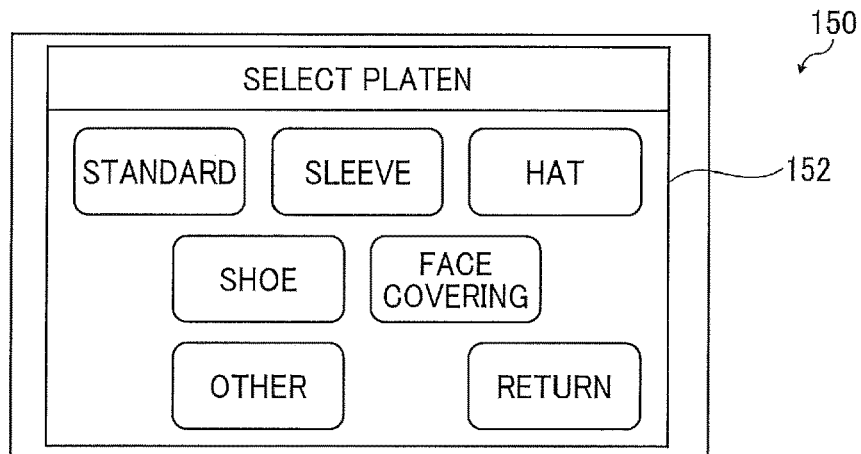 150
SELECT PLATEN
STANDARD
SLEEVE
HAT
152
SHOE
FACE
COVERING
OTHER
RETURN